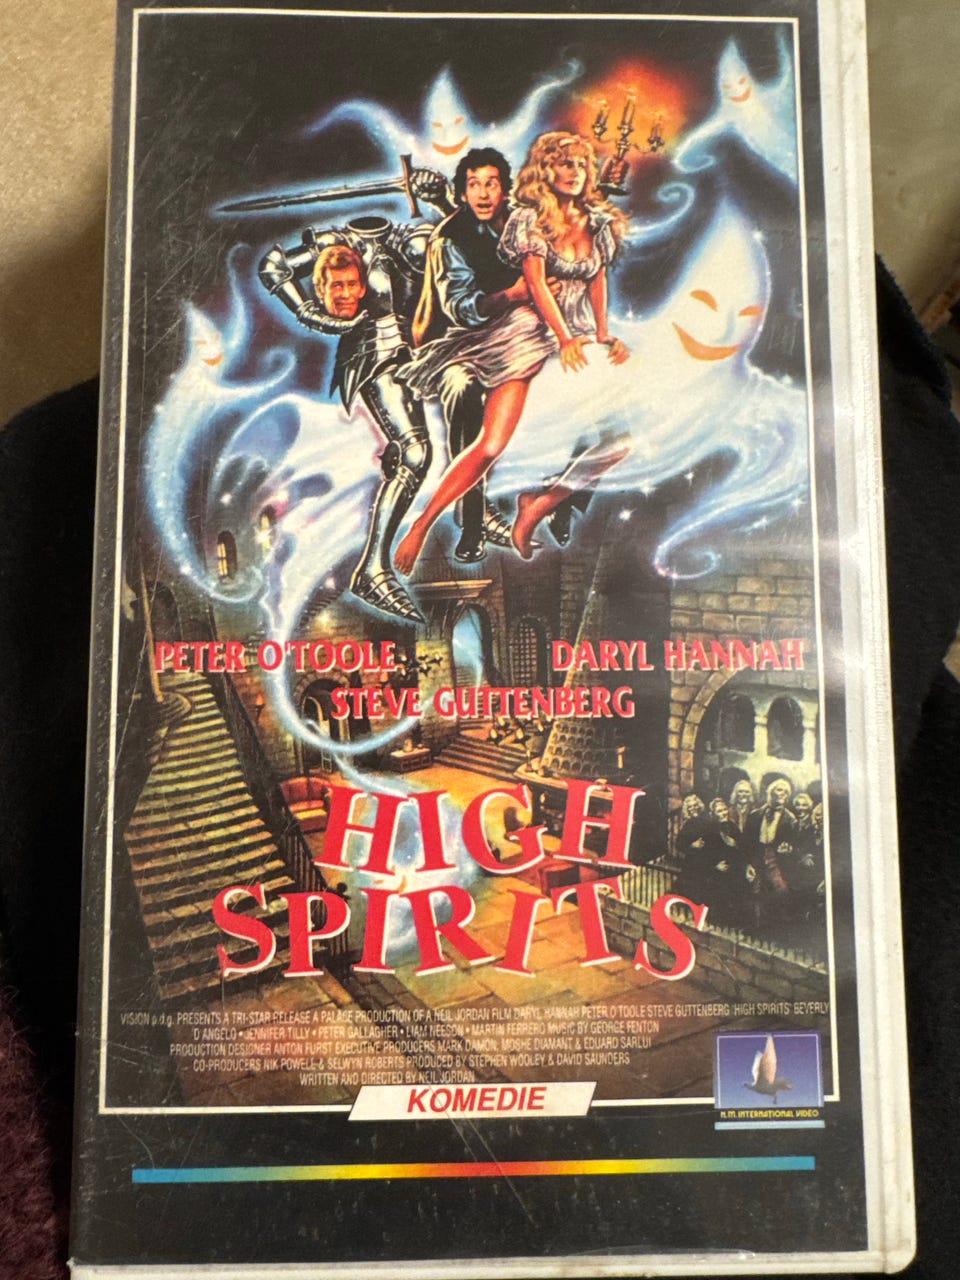 PETER O'TOOLE
DARYL HANNAH
STEVE GUTTENBERG
HIGH
SPIRITS
VISION p.d.g. PRESENTS A TRI-STAR RELEASE A PALACE PRODUCTION OF A NEIL JORDAN FILM DARYL HANNAH PETER O'TOOLE STEVE GUTTENBERG 'HIGH SPIRITS' BEVERLY
D'ANGELO • JENNIFER TILLY • PETER GALLAGHER • LIAM NEESON • MARTIN FERRERO MUSIC BY GEORGE FENTON
PRODUCTION DESIGNER ANTON FURST EXECUTIVE PRODUCERS MARK DAMON, MOSHE DIAMANT & EDUARD SARLUI
CO-PRODUCERS NIK POWELL & SELWYN ROBERTS PRODUCED BY STEPHEN WOOLEY & DAVID SAUNDERS
WRITTEN AND DIRECTED BY NEIL JORDAN
KOMEDIE
N.M. INTERNATIONAL VIDEO